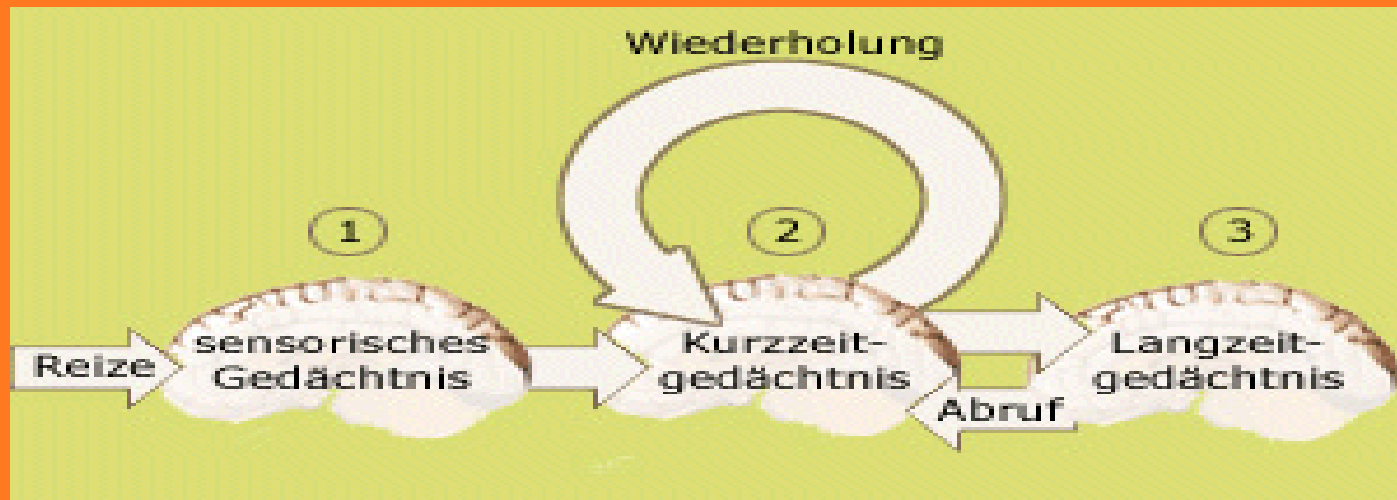 Wiederholung
1
2
3
Reize
sensorisches
Gedächtnis
Kurzzeit-
gedächtnis
Langzeit-
gedächtnis
Abruf